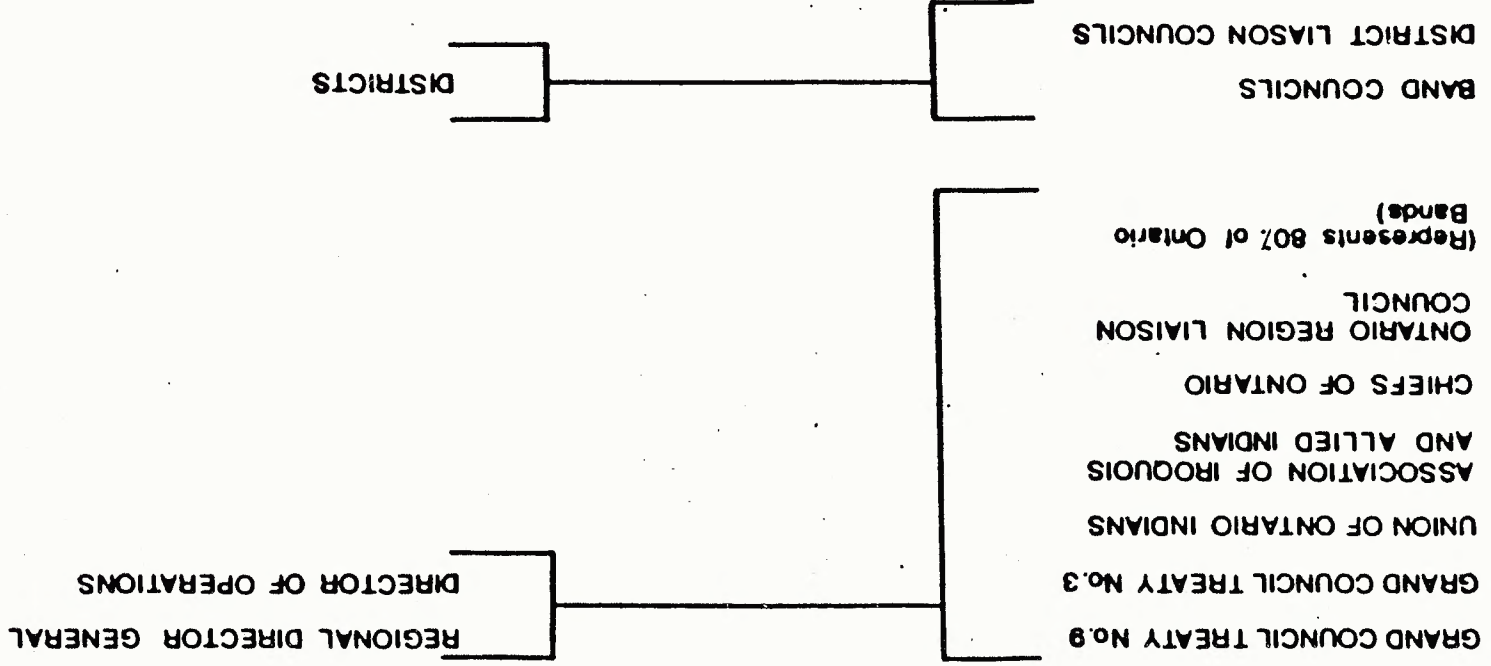 GRAND COUNCIL TREATY No.9
GRAND COUNCIL TREATY No.3
UNION OF ONTARIO INDIANS
ASSOCIATION OF IROQUOIS
AND ALLIED INDIANS
CHIEFS OF ONTARIO
ONTARIO REGION LIAISON
COUNCIL
(Represents 80% of Ontario
Bands)
REGIONAL DIRECTOR GENERAL
DIRECTOR OF OPERATIONS
BAND COUNCILS
DISTRICT LIASON COUNCILS
DISTRICTS